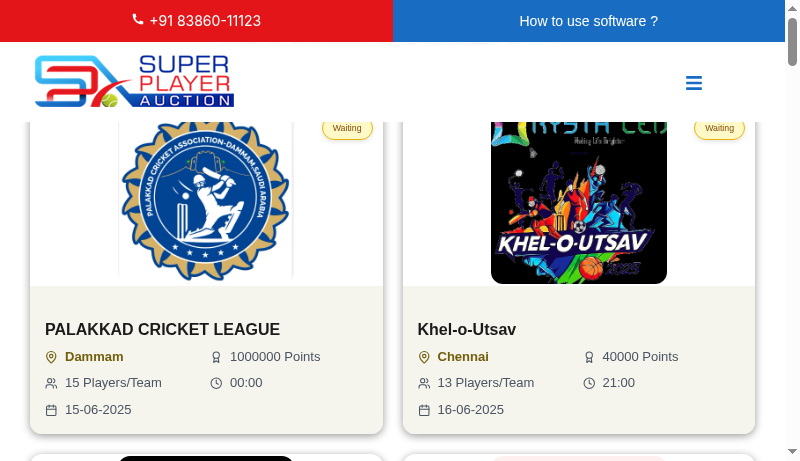 +91 83860-11123
How to use software ?
SUPER
PLAYER
AUCTION
Waiting
Waiting
PALAKKAD CRICKET ASSOCIATION-DAMMAM, SAUDI ARABIA
KHEL-O-UTSAV
2025
PALAKKAD CRICKET LEAGUE
Khel-o-Utsav
Dammam
1000000 Points
Chennai
40000 Points
15 Players/Team
00:00
13 Players/Team
21:00
15-06-2025
16-06-2025